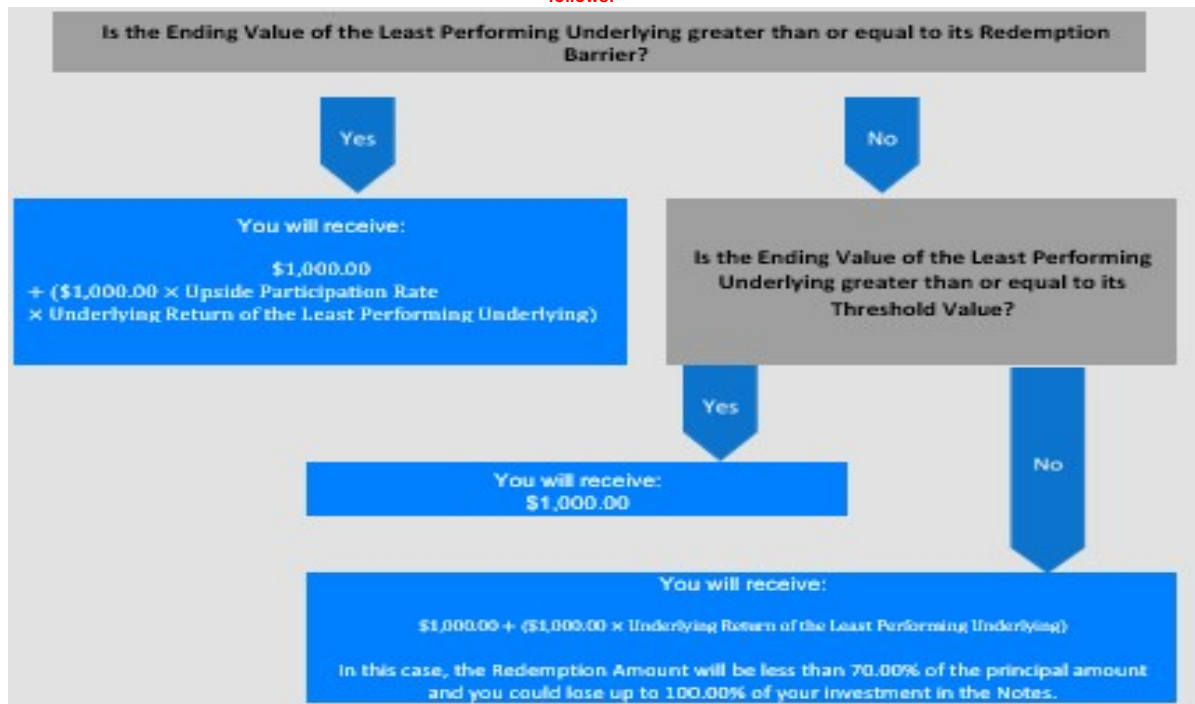 follows:
Is the Ending Value of the Least Performing Underlying greater than or equal to its Redemption
Barrier?
Yes
No
You will receive:
$1,000.00
+ ($1,000.00 × Upside Participation Rate
× Underlying Return of the Least Performing Underlying)
Is the Ending Value of the Least Performing
Underlying greater than or equal to its
Threshold Value?
Yes
No
You will receive:
$1,000.00
You will receive:
$1,000.00 + ($1,000.00 × Underlying Return of the Least Performing Underlying)
In this case, the Redemption Amount will be less than 70.00% of the principal amount
and you could lose up to 100.00% of your investment in the Notes.